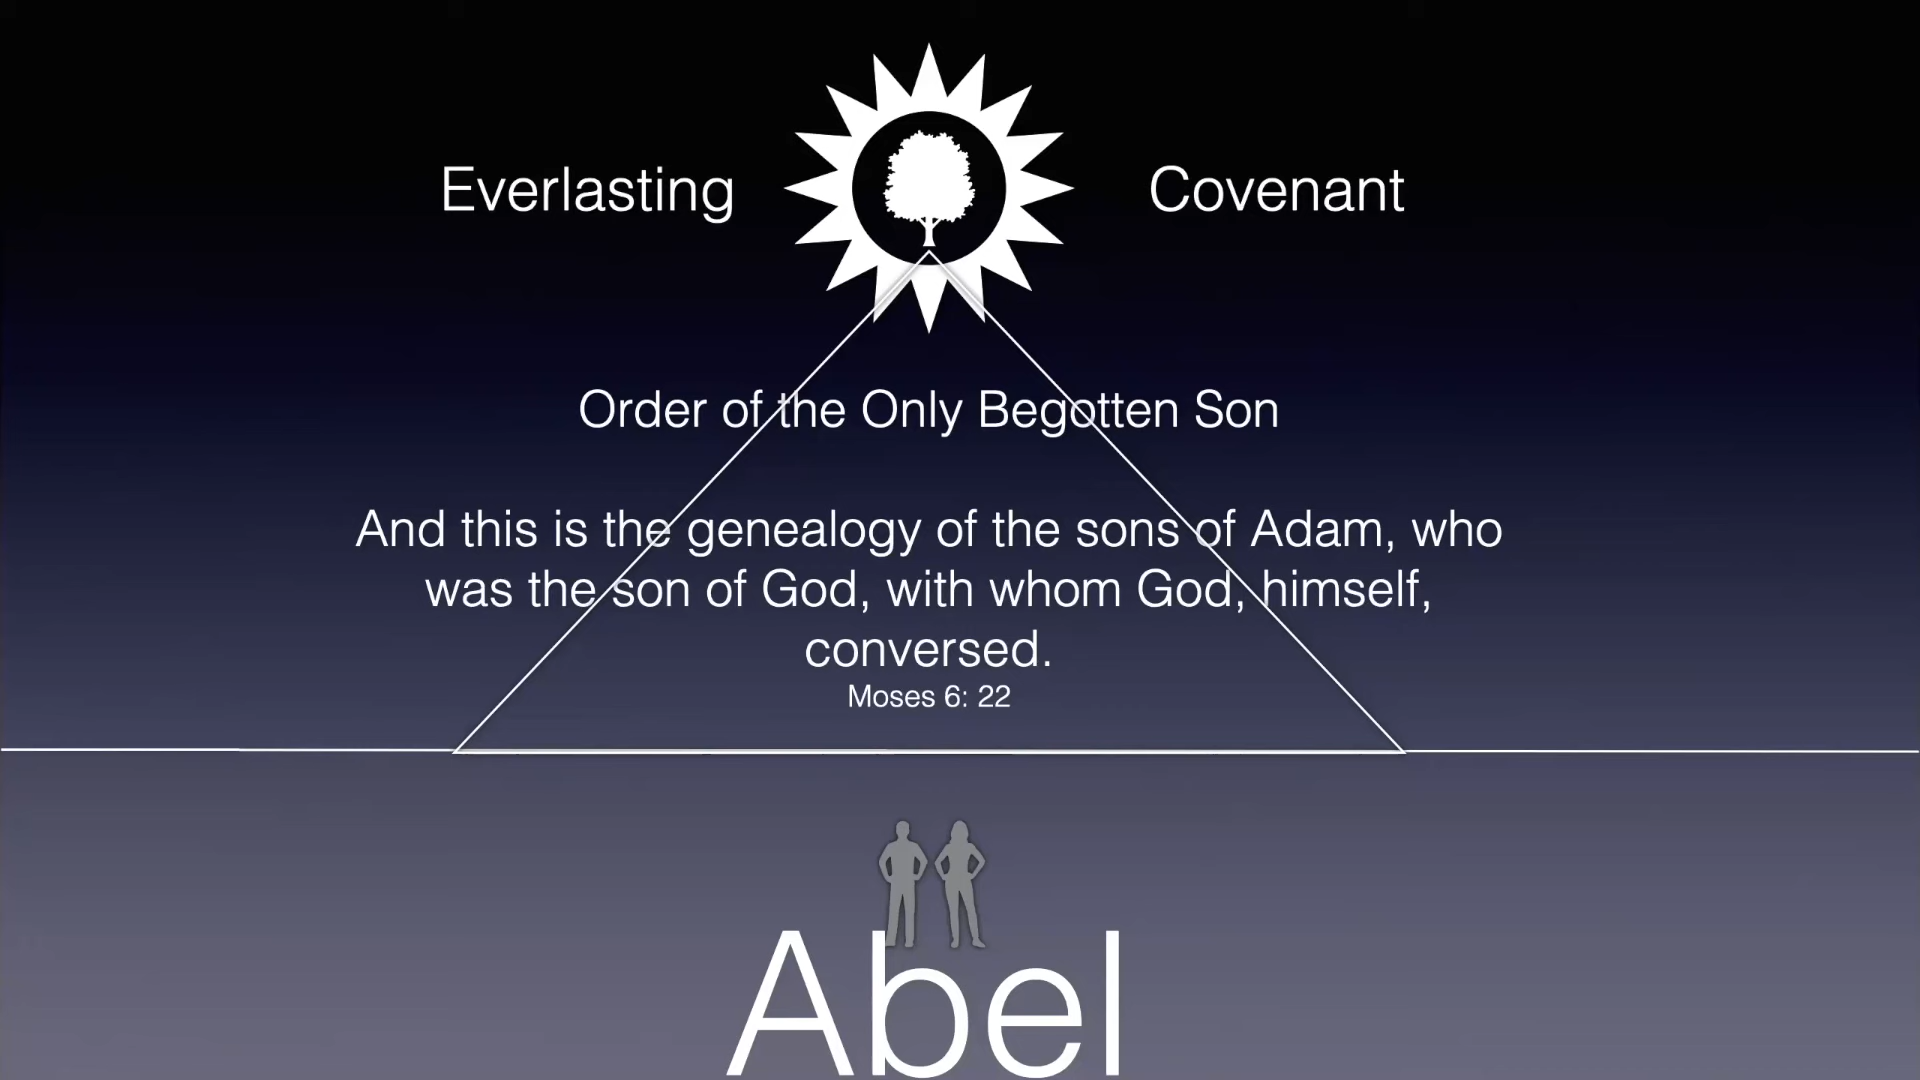 Everlasting Covenant
Order of the Only Begotten Son
And this is the genealogy of the sons of Adam, who
was the son of God, with whom God, himself,
conversed.
Moses 6: 22
Abel